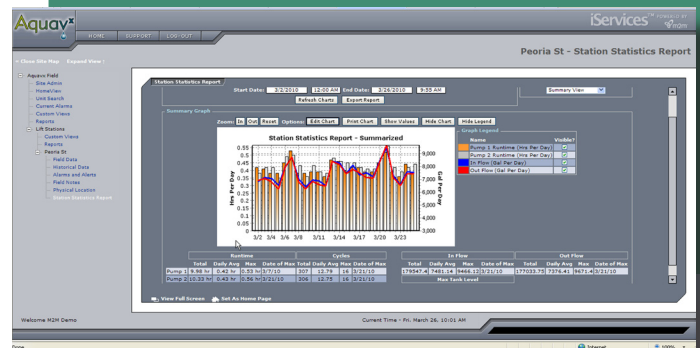 Aquavx
iServices™ POWERED BY m2m
HOME SUPPORT LOG-OUT
Peoria St - Station Statistics Report
Close Site Map Expand View
Aquavx Field
Site Admin
HomeView
Unit Search
Current Alarms
Custom Views
Reports
Lift Stations
Custom Views
Reports
Peoria St
Field Data
Historical Data
Alarms and Alerts
Field Notes
Physical Location
Station Statistics Report
Station Statistics Report
Start Date: 3/2/2010 12:00 AM End Date: 3/26/2010 9:55 AM
Summary View
Refresh Charts Export Report
Summary Graph
Zoom: In Out Reset Options: Edit Chart Print Chart Show Values Hide Chart Hide Legend
Station Statistics Report - Summarized
Hrs Per Day
0.55
0.5
0.45
0.4
0.35
0.3
0.25
0.2
0.15
0.1
0.05
0
9,000
8,000
7,000
6,000
5,000
4,000
3,000
Gal Per Day
3/2 3/4 3/6 3/8 3/11 3/14 3/17 3/20 3/23
Graph Legend
Name Visible?
Pump 1 Runtime (Hrs Per Day)
Pump 2 Runtime (Hrs Per Day)
In Flow (Gal Per Day)
Out Flow (Gal Per Day)
Runtime Cycles In Flow Out Flow
Total Daily Avg Max Date of Max Total Daily Avg Max Date of Max Total Daily Avg Max Date of Max Total Daily Avg Max Date of Max
Pump 1 9.98 hr 0.42 hr 0.53 hr 3/7/10 307 12.79 16 3/21/10 179547.4 7481.14 9466.12 3/21/10 177033.75 7376.41 9671.4 3/21/10
Pump 2 10.33 hr 0.43 hr 0.56 hr 3/21/10 306 12.75 16 3/21/10 Max Tank Level
View Full Screen Set As Home Page
Welcome M2M Demo
Current Time - Fri, March 26, 10:01 AM
Done
Internet
100%